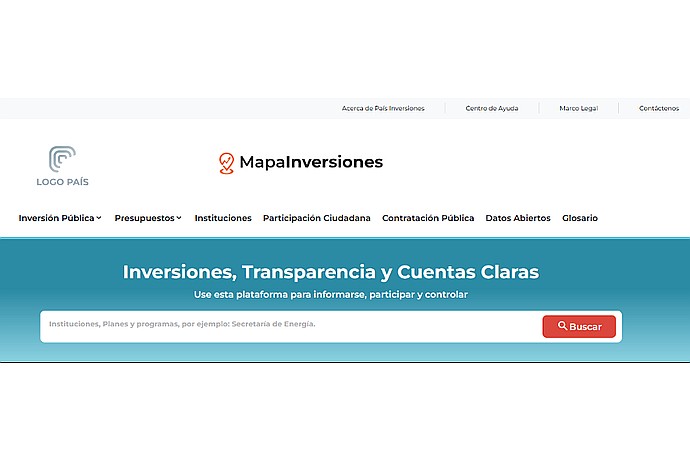 Acerca de País Inversiones Centro de Ayuda Marco Legal Contáctenos
LOGO PAÍS
MapaInversiones
Inversión Pública Presupuestos Instituciones Participación Ciudadana Contratación Pública Datos Abiertos Glosario
Inversiones, Transparencia y Cuentas Claras
Use esta plataforma para informarse, participar y controlar
Instituciones, Planes y programas, por ejemplo: Secretaría de Energía.
Buscar